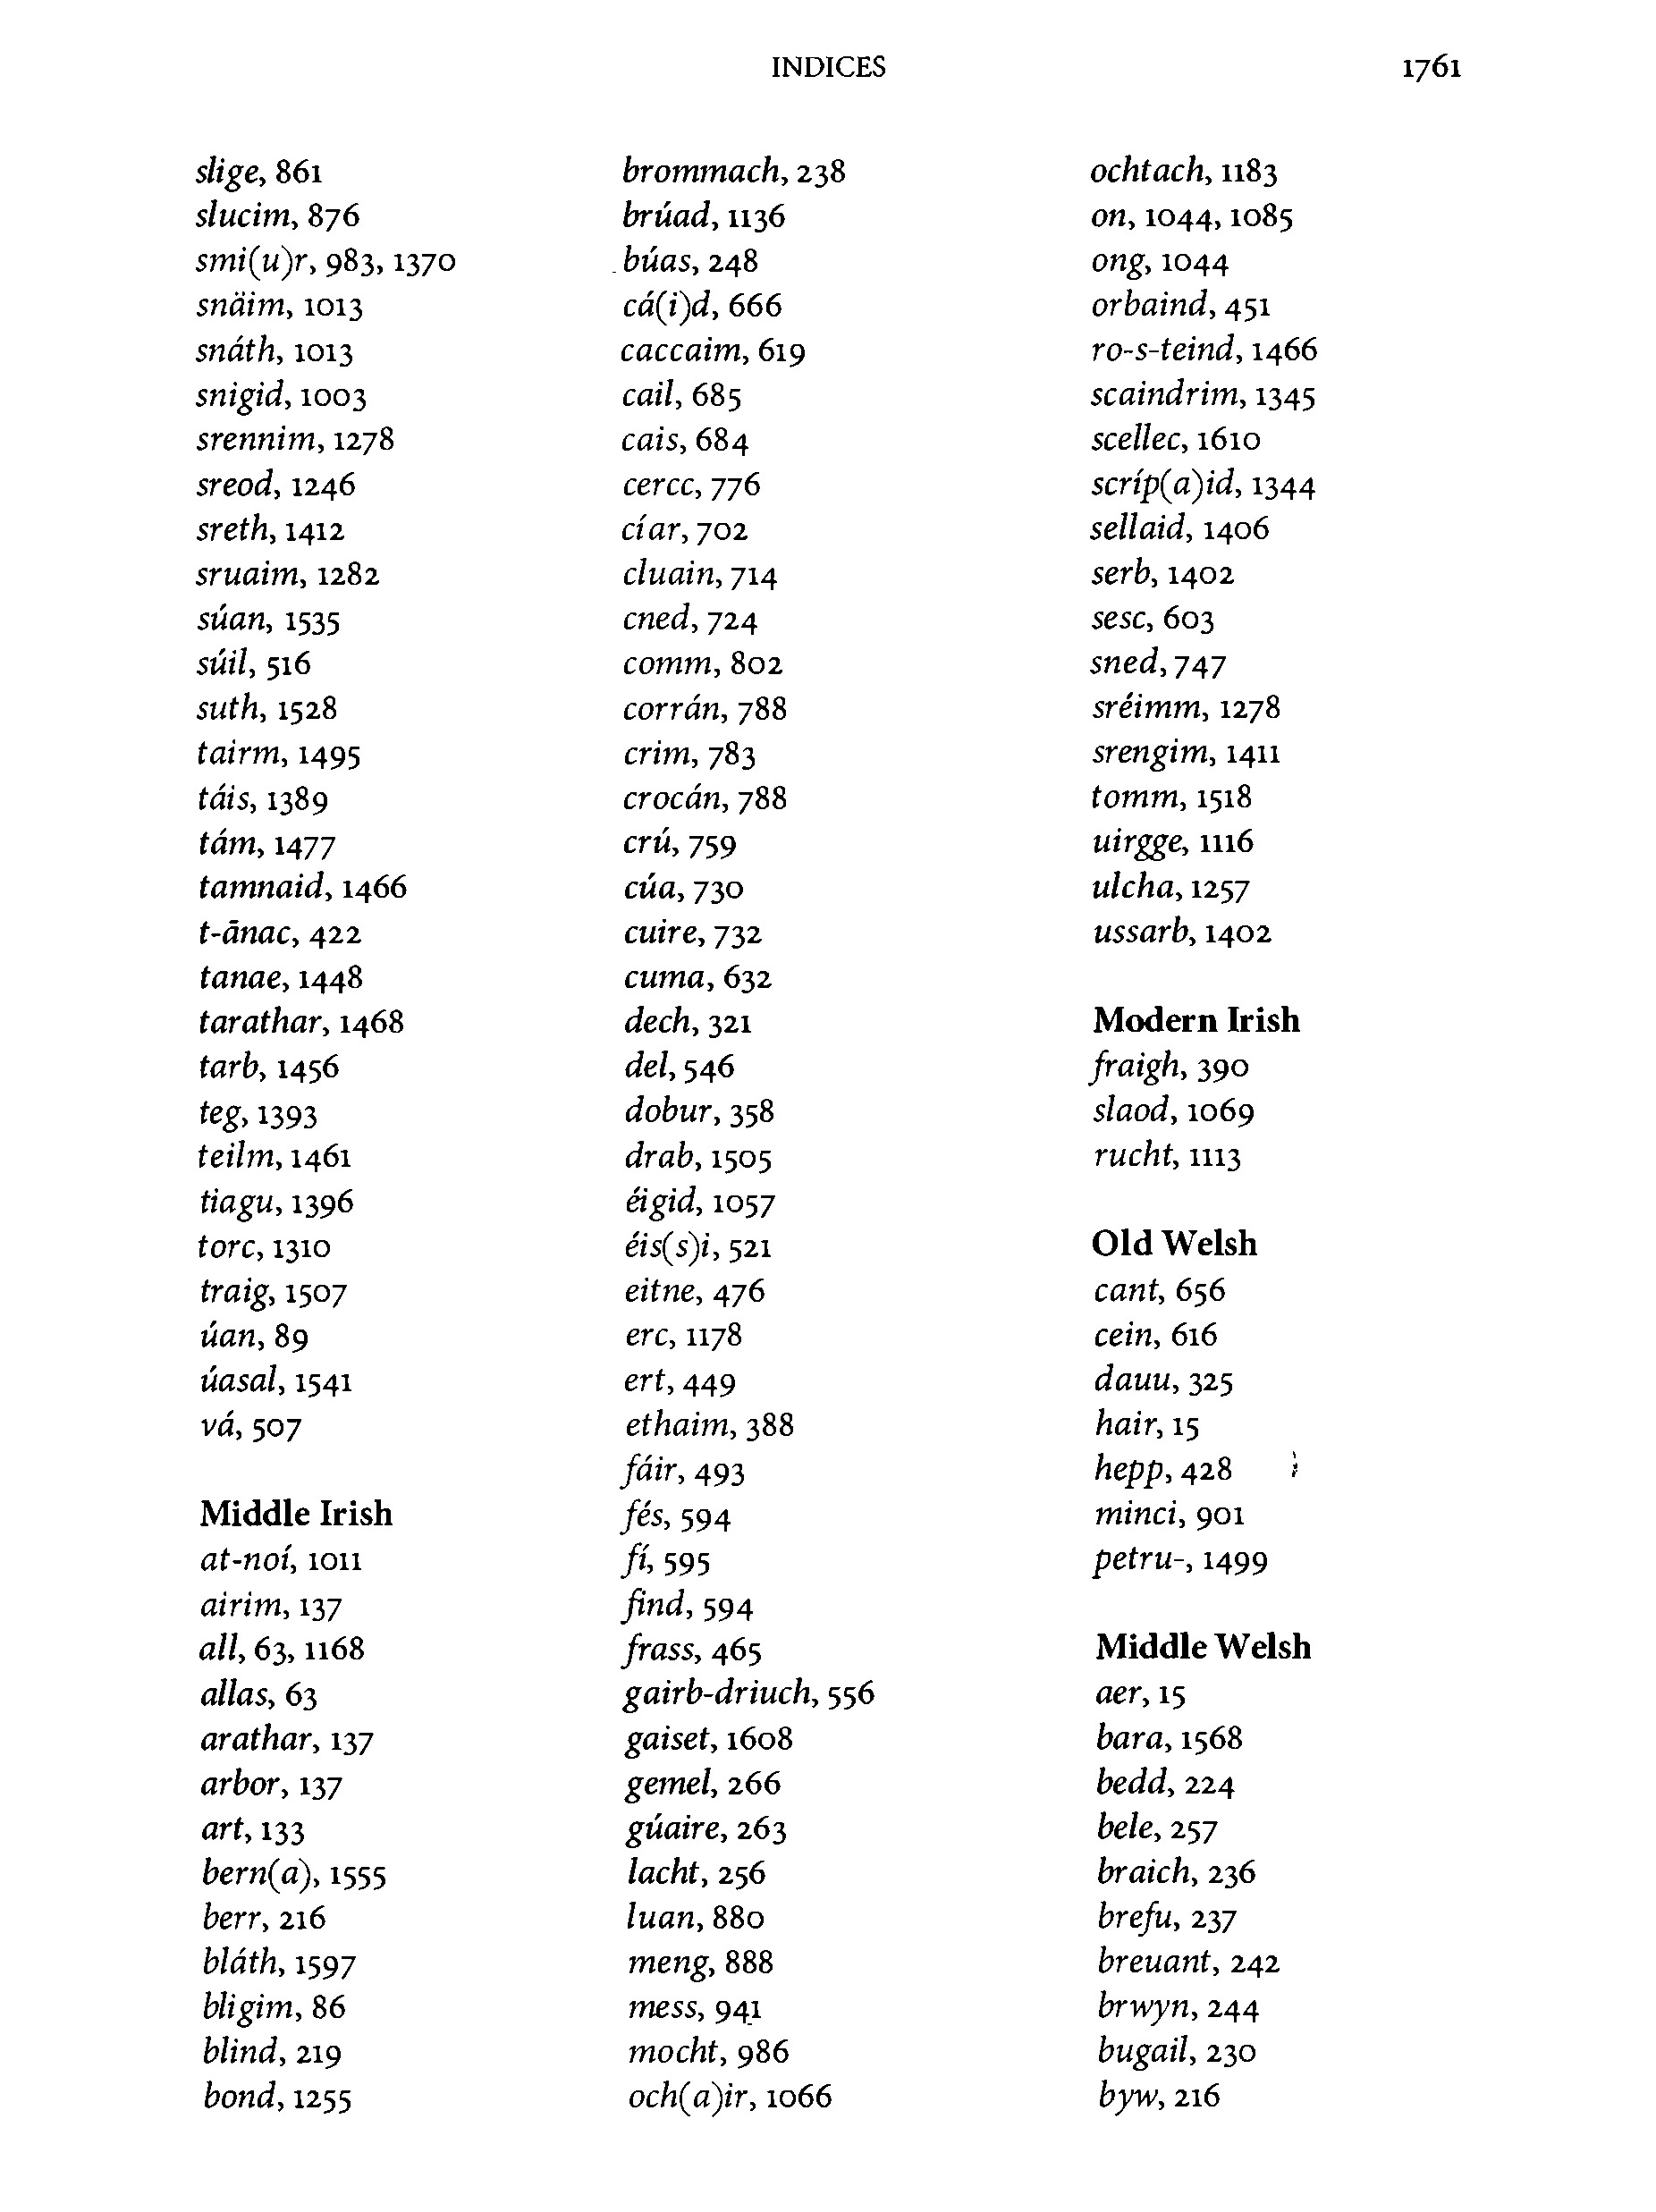 INDICES 1761
slige, 861
slucim, 876
smi(u)r, 983, 1370
snäim, 1013
snáth, 1013
snigid, 1003
srennim, 1278
sreod, 1246
sreth, 1412
sruaim, 1282
súan, 1535
súil, 516
suth, 1528
tairm, 1495
táis, 1389
tám, 1477
tamnaid, 1466
t-ānac, 422
tanae, 1448
tarathar, 1468
tarb, 1456
teg, 1393
teilm, 1461
tiagu, 1396
torc, 1310
traig, 1507
úan, 89
úasal, 1541
vá, 507
Middle Irish
at-noí, 1011
airim, 137
all, 63, 1168
allas, 63
arathar, 137
arbor, 137
art, 133
bern(a), 1555
berr, 216
bláth, 1597
bligim, 86
blind, 219
bond, 1255
brommach, 238
brúad, 1136
búas, 248
cá(i)d, 666
caccaim, 619
cail, 685
cais, 684
cercc, 776
cíar, 702
cluain, 714
cned, 724
comm, 802
corrán, 788
crim, 783
crocán, 788
crú, 759
cúa, 730
cuire, 732
cuma, 632
dech, 321
del, 546
dobur, 358
drab, 1505
éigid, 1057
éis(s)i, 521
eitne, 476
erc, 1178
ert, 449
ethaim, 388
fáir, 493
fés, 594
fí, 595
find, 594
frass, 465
gairb-driuch, 556
gaiset, 1608
gemel, 266
gúaire, 263
lacht, 256
luan, 880
meng, 888
mess, 941
mocht, 986
och(a)ir, 1066
ochtach, 1183
on, 1044, 1085
ong, 1044
orbaind, 451
ro-s-teind, 1466
scaindrim, 1345
scellec, 1610
scríp(a)id, 1344
sellaid, 1406
serb, 1402
sesc, 603
sned, 747
sréimm, 1278
srengim, 1411
tomm, 1518
uirgge, 1116
ulcha, 1257
ussarb, 1402
Modern Irish
fraigh, 390
slaod, 1069
rucht, 1113
Old Welsh
cant, 656
cein, 616
dauu, 325
hair, 15
hepp, 428
minci, 901
petru-, 1499
Middle Welsh
aer, 15
bara, 1568
bedd, 224
bele, 257
braich, 236
brefu, 237
breuant, 242
brwyn, 244
bugail, 230
byw, 216